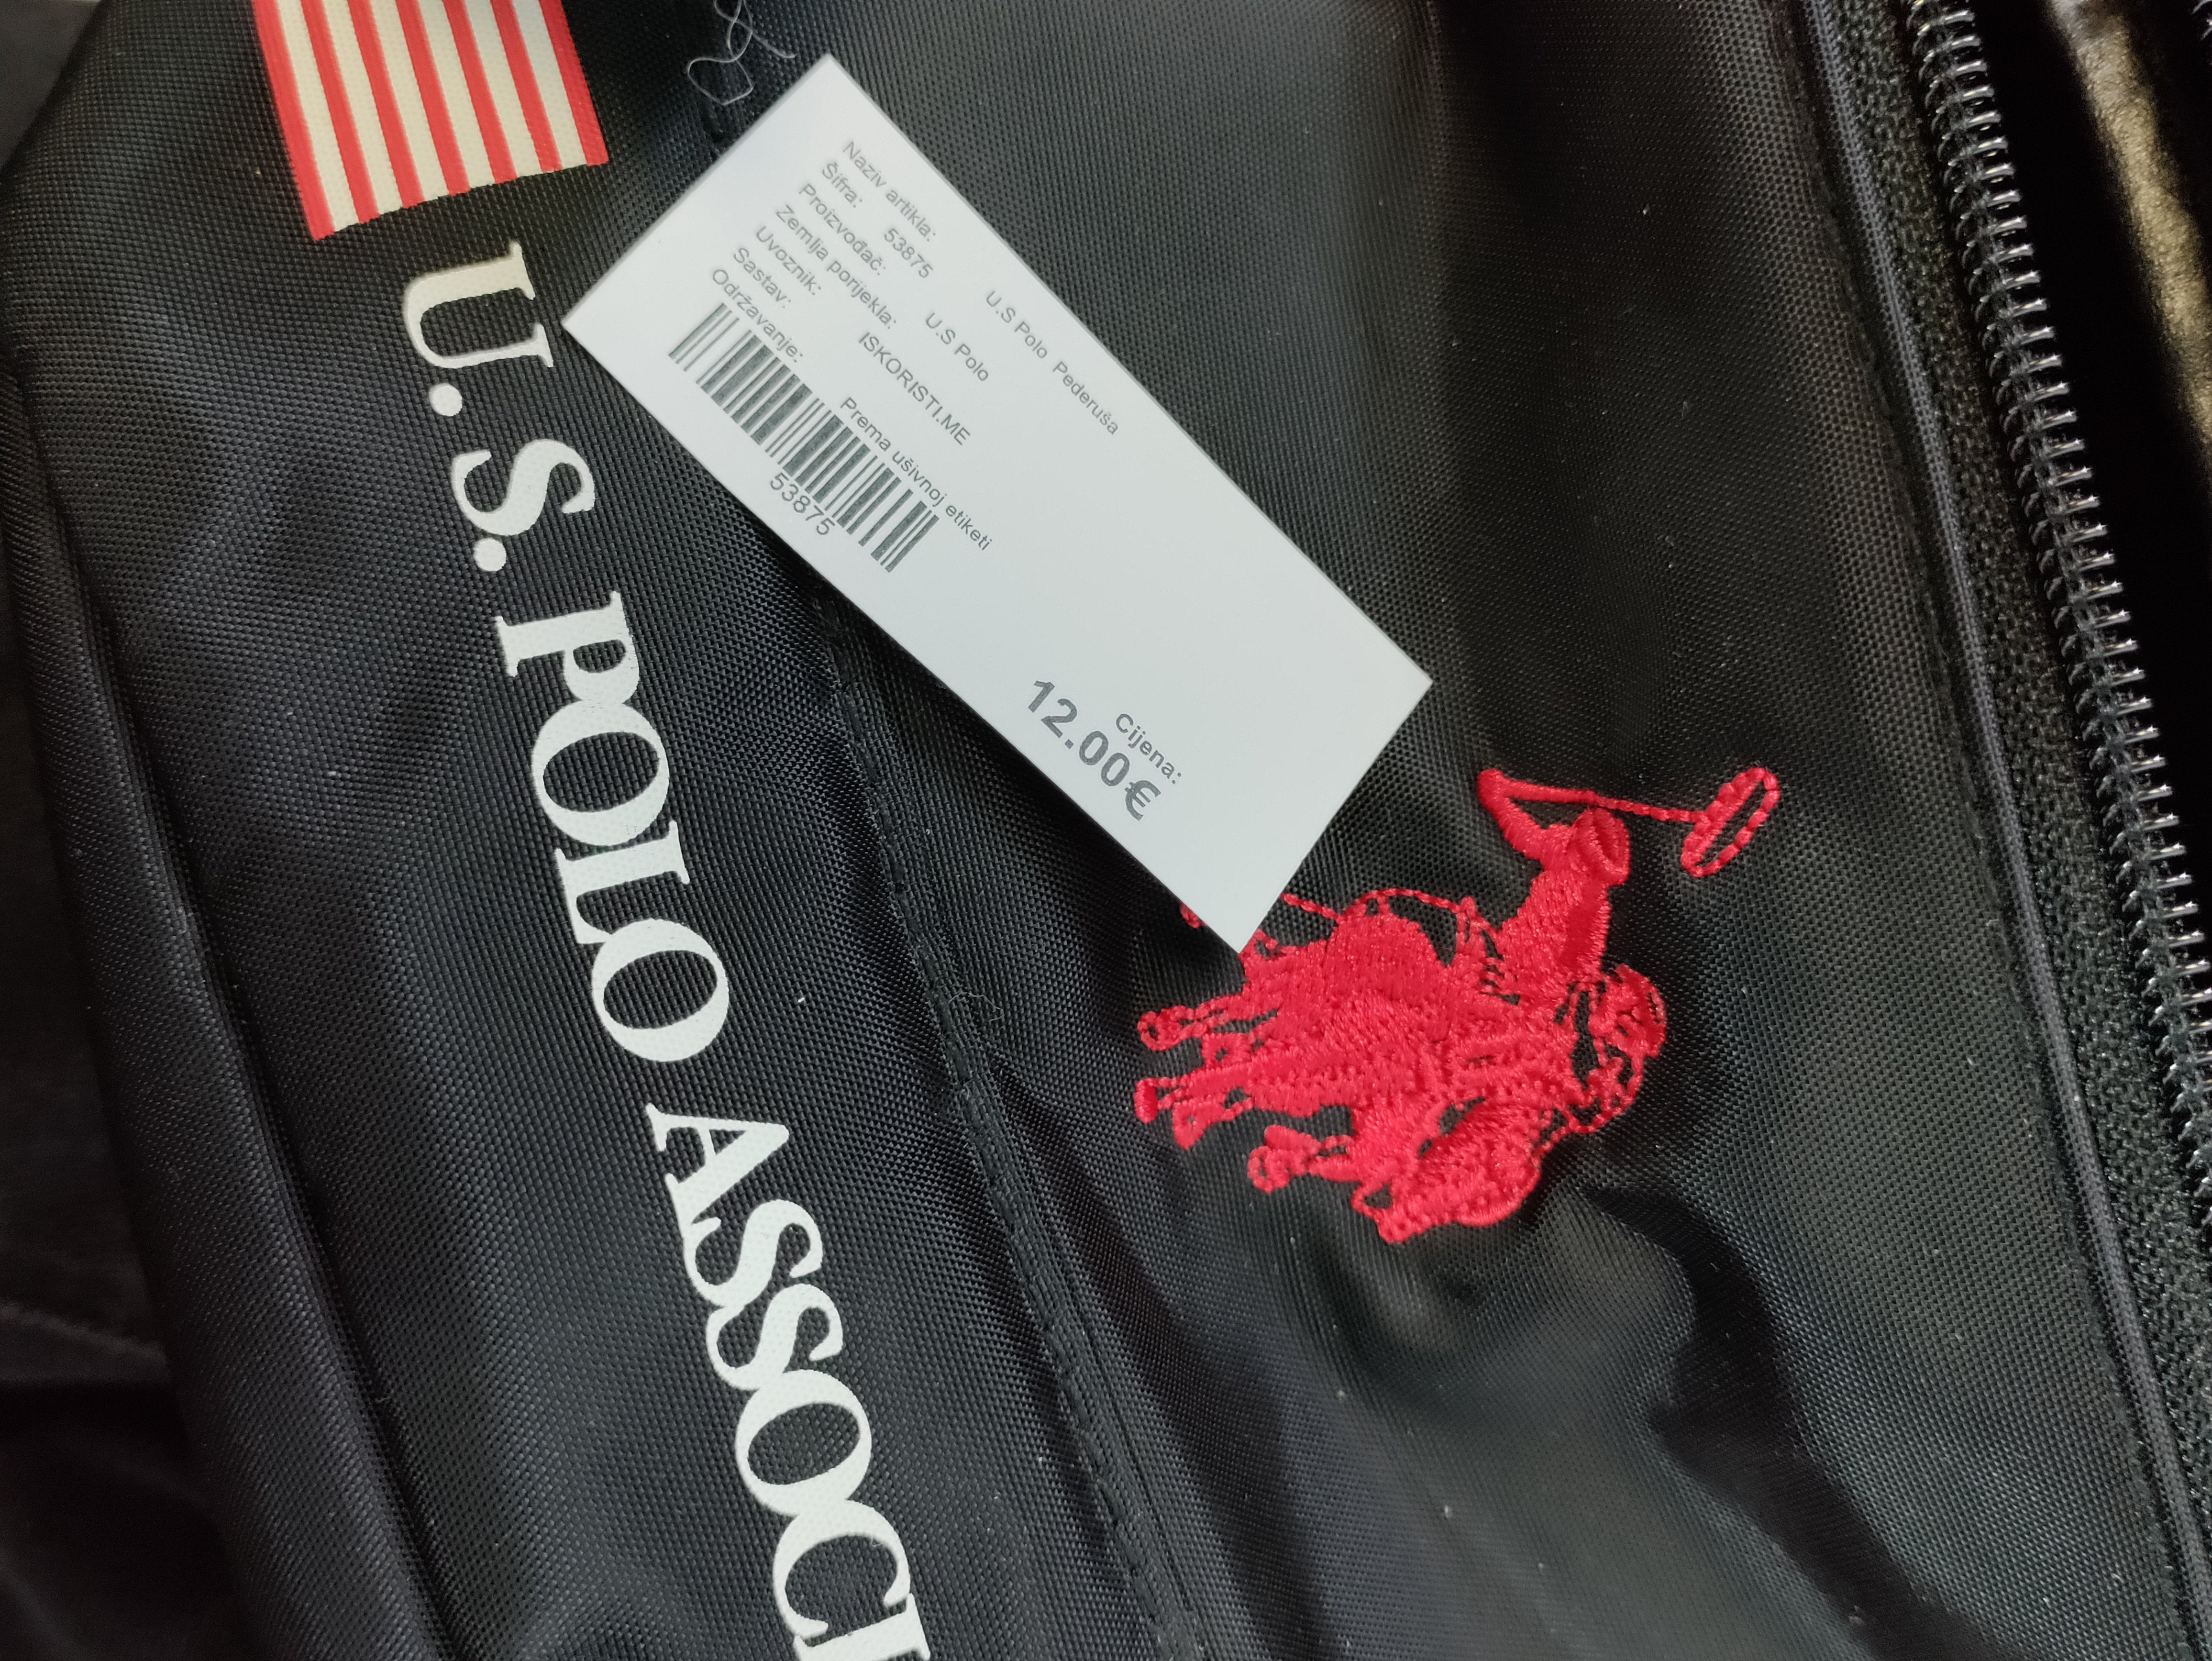 U.S. POLO ASSOCI
Naziv artikla: U.S Polo Pederuša
Šifra: 53875
Proizvođač: U.S Polo
Zemlja porijekla:
Uvoznik: ISKORISTI.ME
Sastav:
Održavanje: Prema ušivnoj etiketi
53875
Cijena:
12.00€